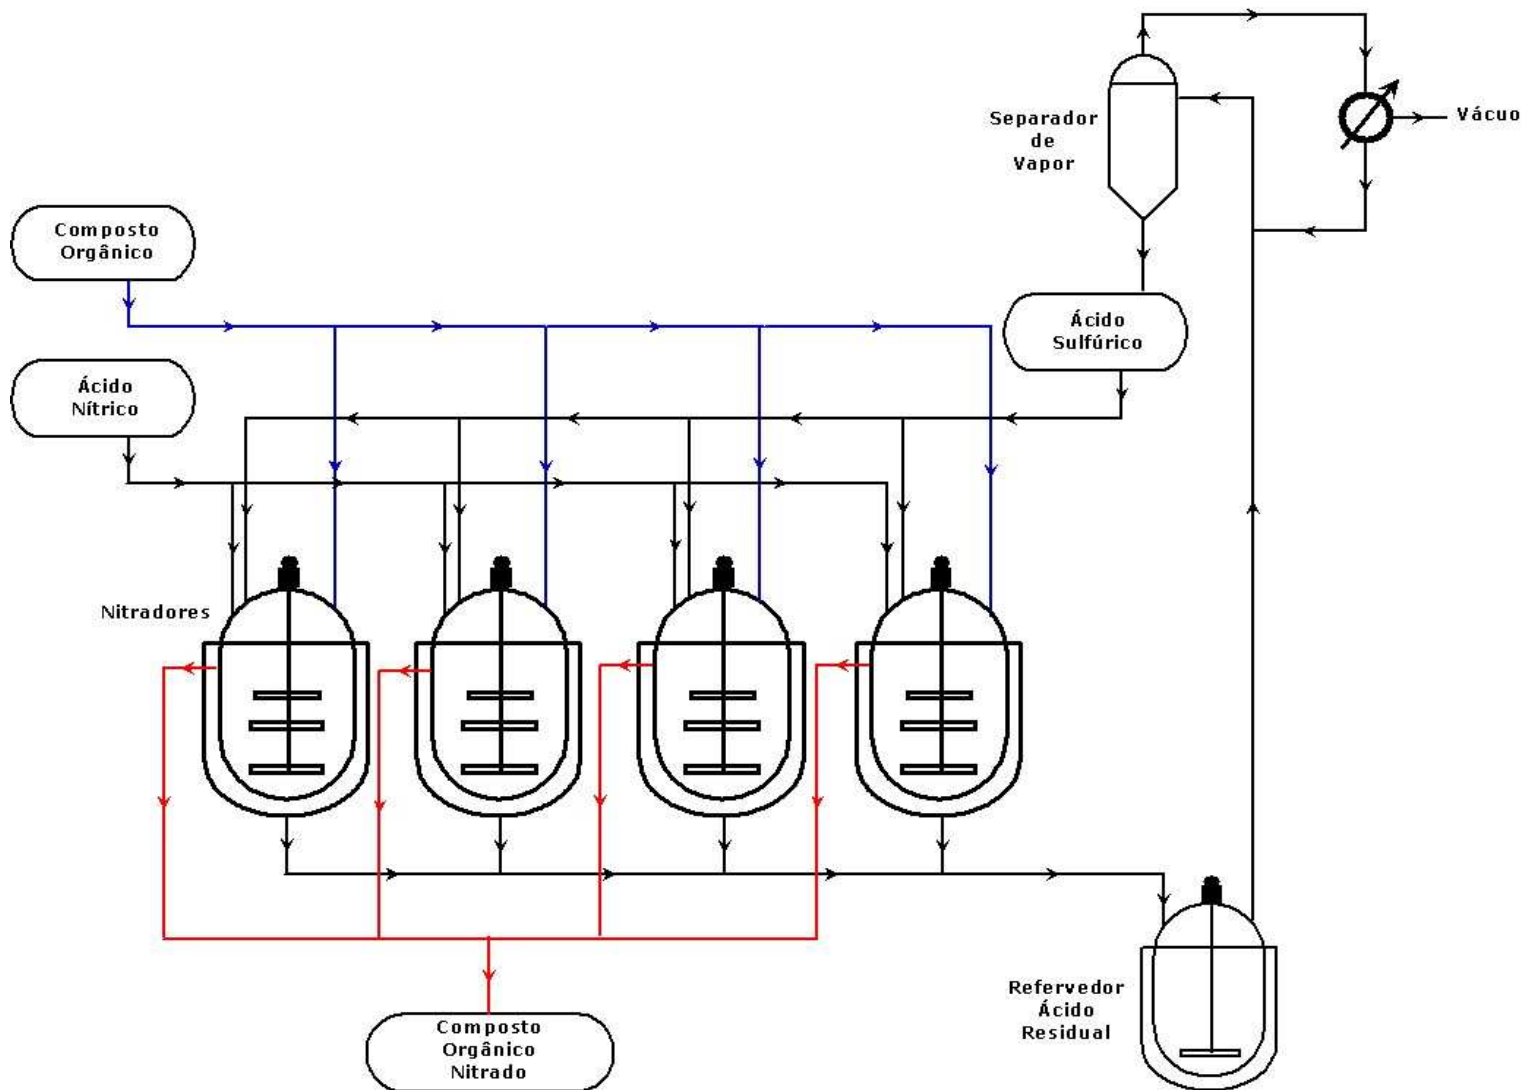 Separador
de
Vapor
Vácuo
Composto
Orgânico
Ácido
Sulfúrico
Ácido
Nítrico
Nitradores
Refervedor
Ácido
Residual
Composto
Orgânico
Nitrado